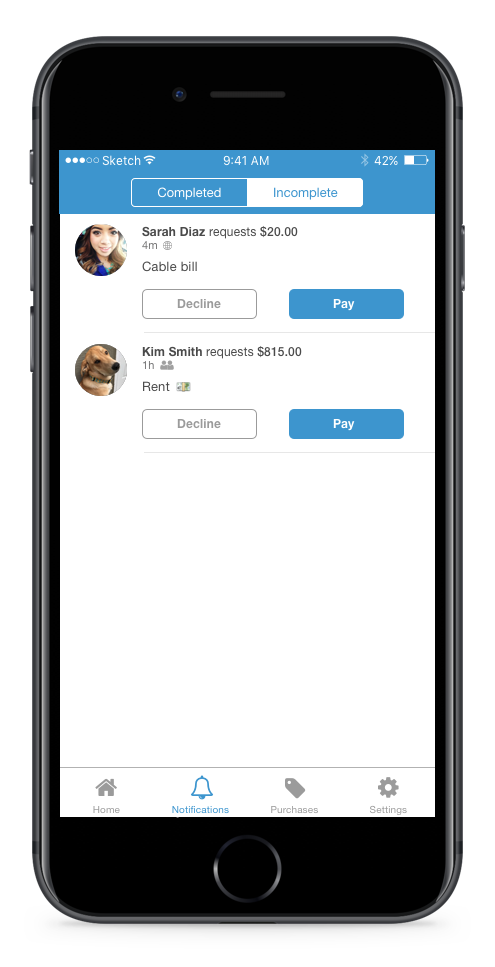 Sketch 9:41 AM 42%
Completed Incomplete
Sarah Diaz requests $20.00
4m
Cable bill
Decline Pay
Kim Smith requests $815.00
1h
Rent 💵
Decline Pay
Home Notifications Purchases Settings